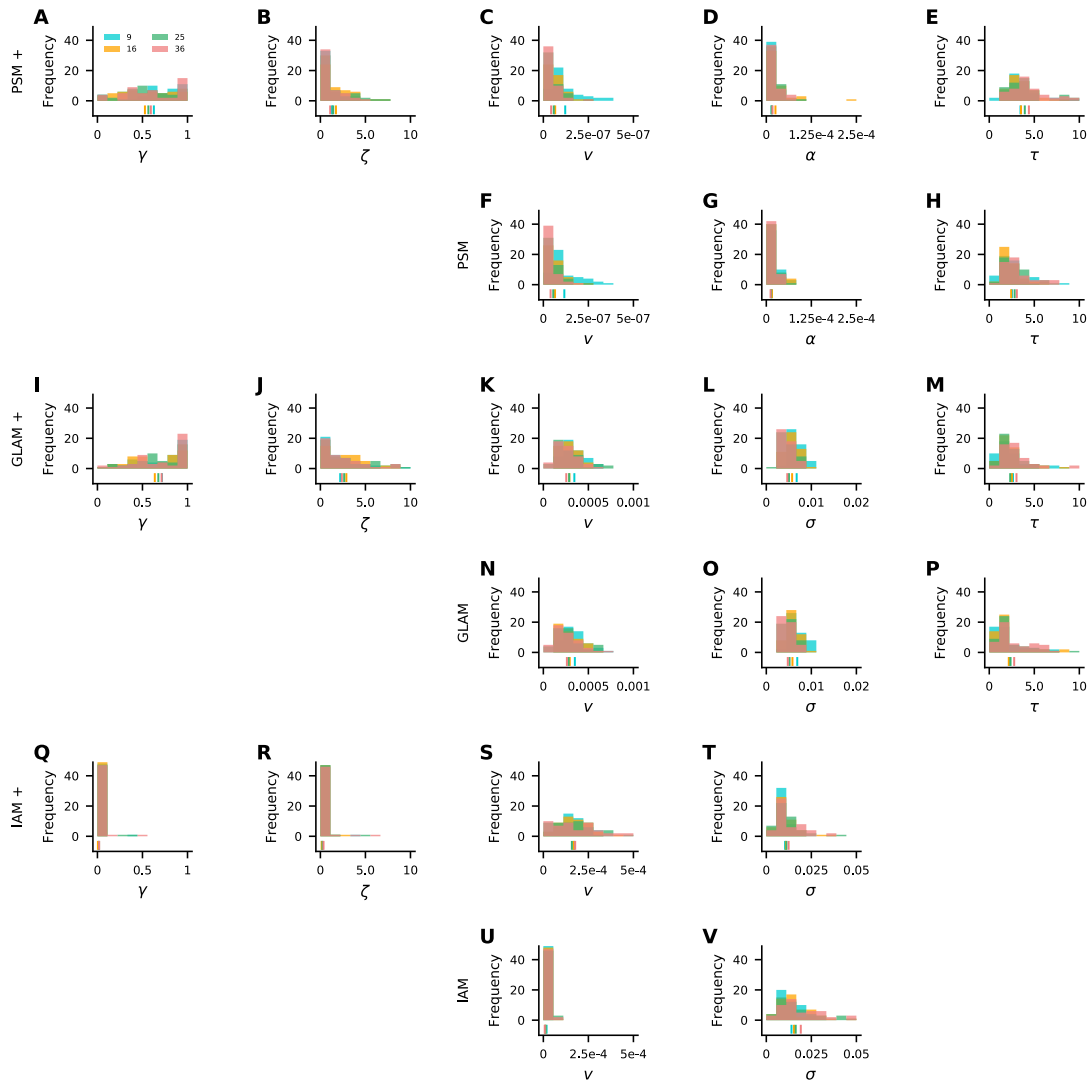 A B C D E
PSM +
Frequency Frequency Frequency Frequency Frequency
9 25
16 36
40 40 40 40 40
20 20 20 20 20
0 0 0 0 0
0 0.5 1 0 5.0 10 0 2.5e-07 5e-07 0 1.25e-4 2.5e-4 0 5.0 10
γ ζ v α τ
F G H
PSM
Frequency Frequency Frequency
40 40 40
20 20 20
0 0 0
0 2.5e-07 5e-07 0 1.25e-4 2.5e-4 0 5.0 10
v α τ
I J K L M
GLAM +
Frequency Frequency Frequency Frequency Frequency
40 40 40 40 40
20 20 20 20 20
0 0 0 0 0
0 0.5 1 0 5.0 10 0 0.0005 0.001 0 0.01 0.02 0 5.0 10
γ ζ v σ τ
N O P
GLAM
Frequency Frequency Frequency
40 40 40
20 20 20
0 0 0
0 0.0005 0.001 0 0.01 0.02 0 5.0 10
v σ τ
Q R S T
IAM +
Frequency Frequency Frequency Frequency
40 40 40 40
20 20 20 20
0 0 0 0
0 0.5 1 0 5.0 10 0 2.5e-4 5e-4 0 0.025 0.05
γ ζ v σ
U V
IAM
Frequency Frequency
40 40
20 20
0 0
0 2.5e-4 5e-4 0 0.025 0.05
v σ